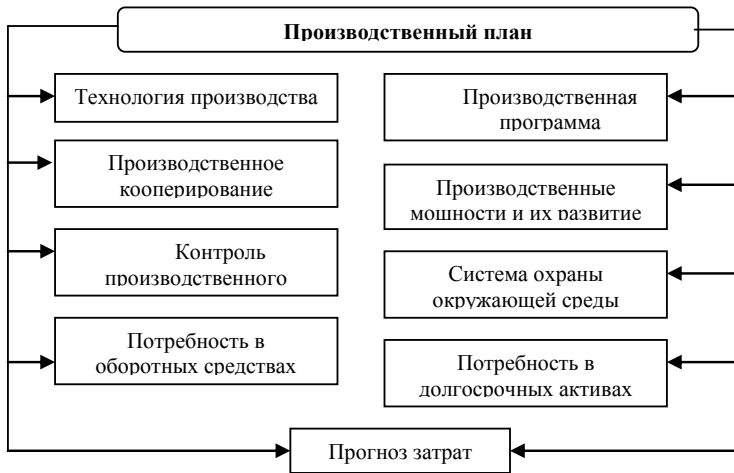 Производственный план
Технология производства
Производственное
кооперирование
Контроль
производственного
Потребность в
оборотных средствах
Производственная
программа
Производственные
мощности и их развитие
Система охраны
окружающей среды
Потребность в
долгосрочных активах
Прогноз затрат